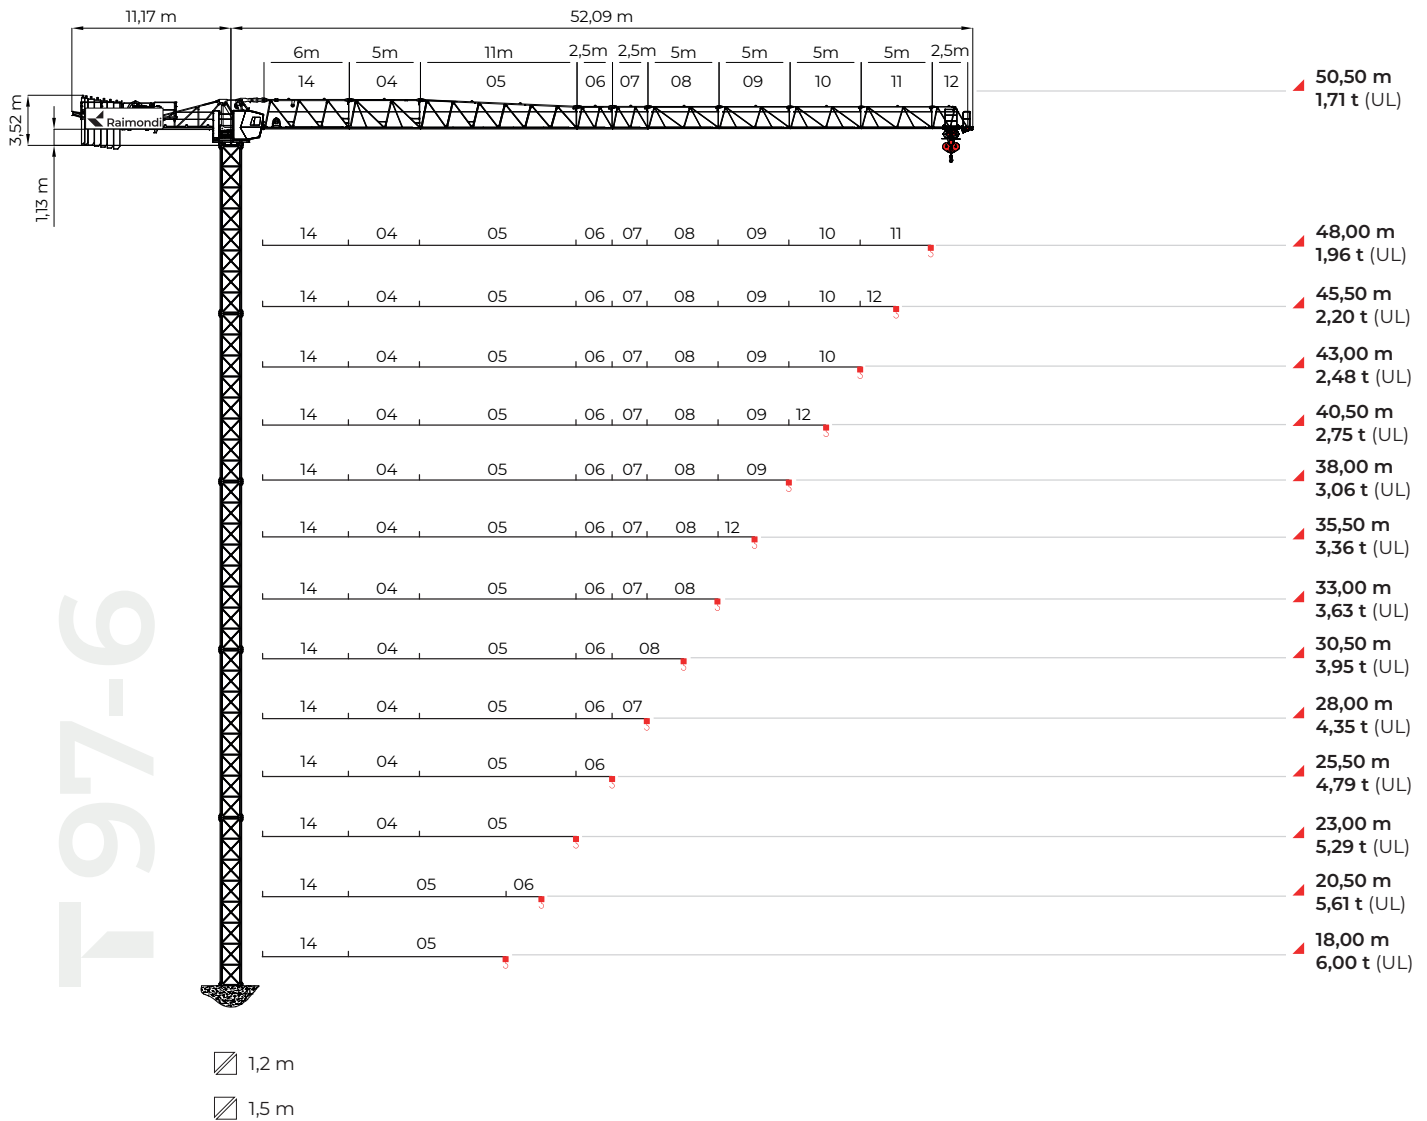 11,17 m 52,09 m
6m 5m 11m 2,5m 2,5m 5m 5m 5m 5m 2,5m
14 04 05 06 07 08 09 10 11 12
50,50 m
1,71 t (UL)
3,52 m
Raimondi
1,13 m
14 04 05 06 07 08 09 10 11
48,00 m
1,96 t (UL)
14 04 05 06 07 08 09 10 12
45,50 m
2,20 t (UL)
14 04 05 06 07 08 09 10
43,00 m
2,48 t (UL)
14 04 05 06 07 08 09 12
40,50 m
2,75 t (UL)
14 04 05 06 07 08 09
38,00 m
3,06 t (UL)
14 04 05 06 07 08 12
35,50 m
3,36 t (UL)
14 04 05 06 07 08
33,00 m
3,63 t (UL)
14 04 05 06 08
30,50 m
3,95 t (UL)
14 04 05 06 07
28,00 m
4,35 t (UL)
14 04 05 06
25,50 m
4,79 t (UL)
14 04 05
23,00 m
5,29 t (UL)
14 05 06
20,50 m
5,61 t (UL)
14 05
18,00 m
6,00 t (UL)
T 97-6
1,2 m
1,5 m